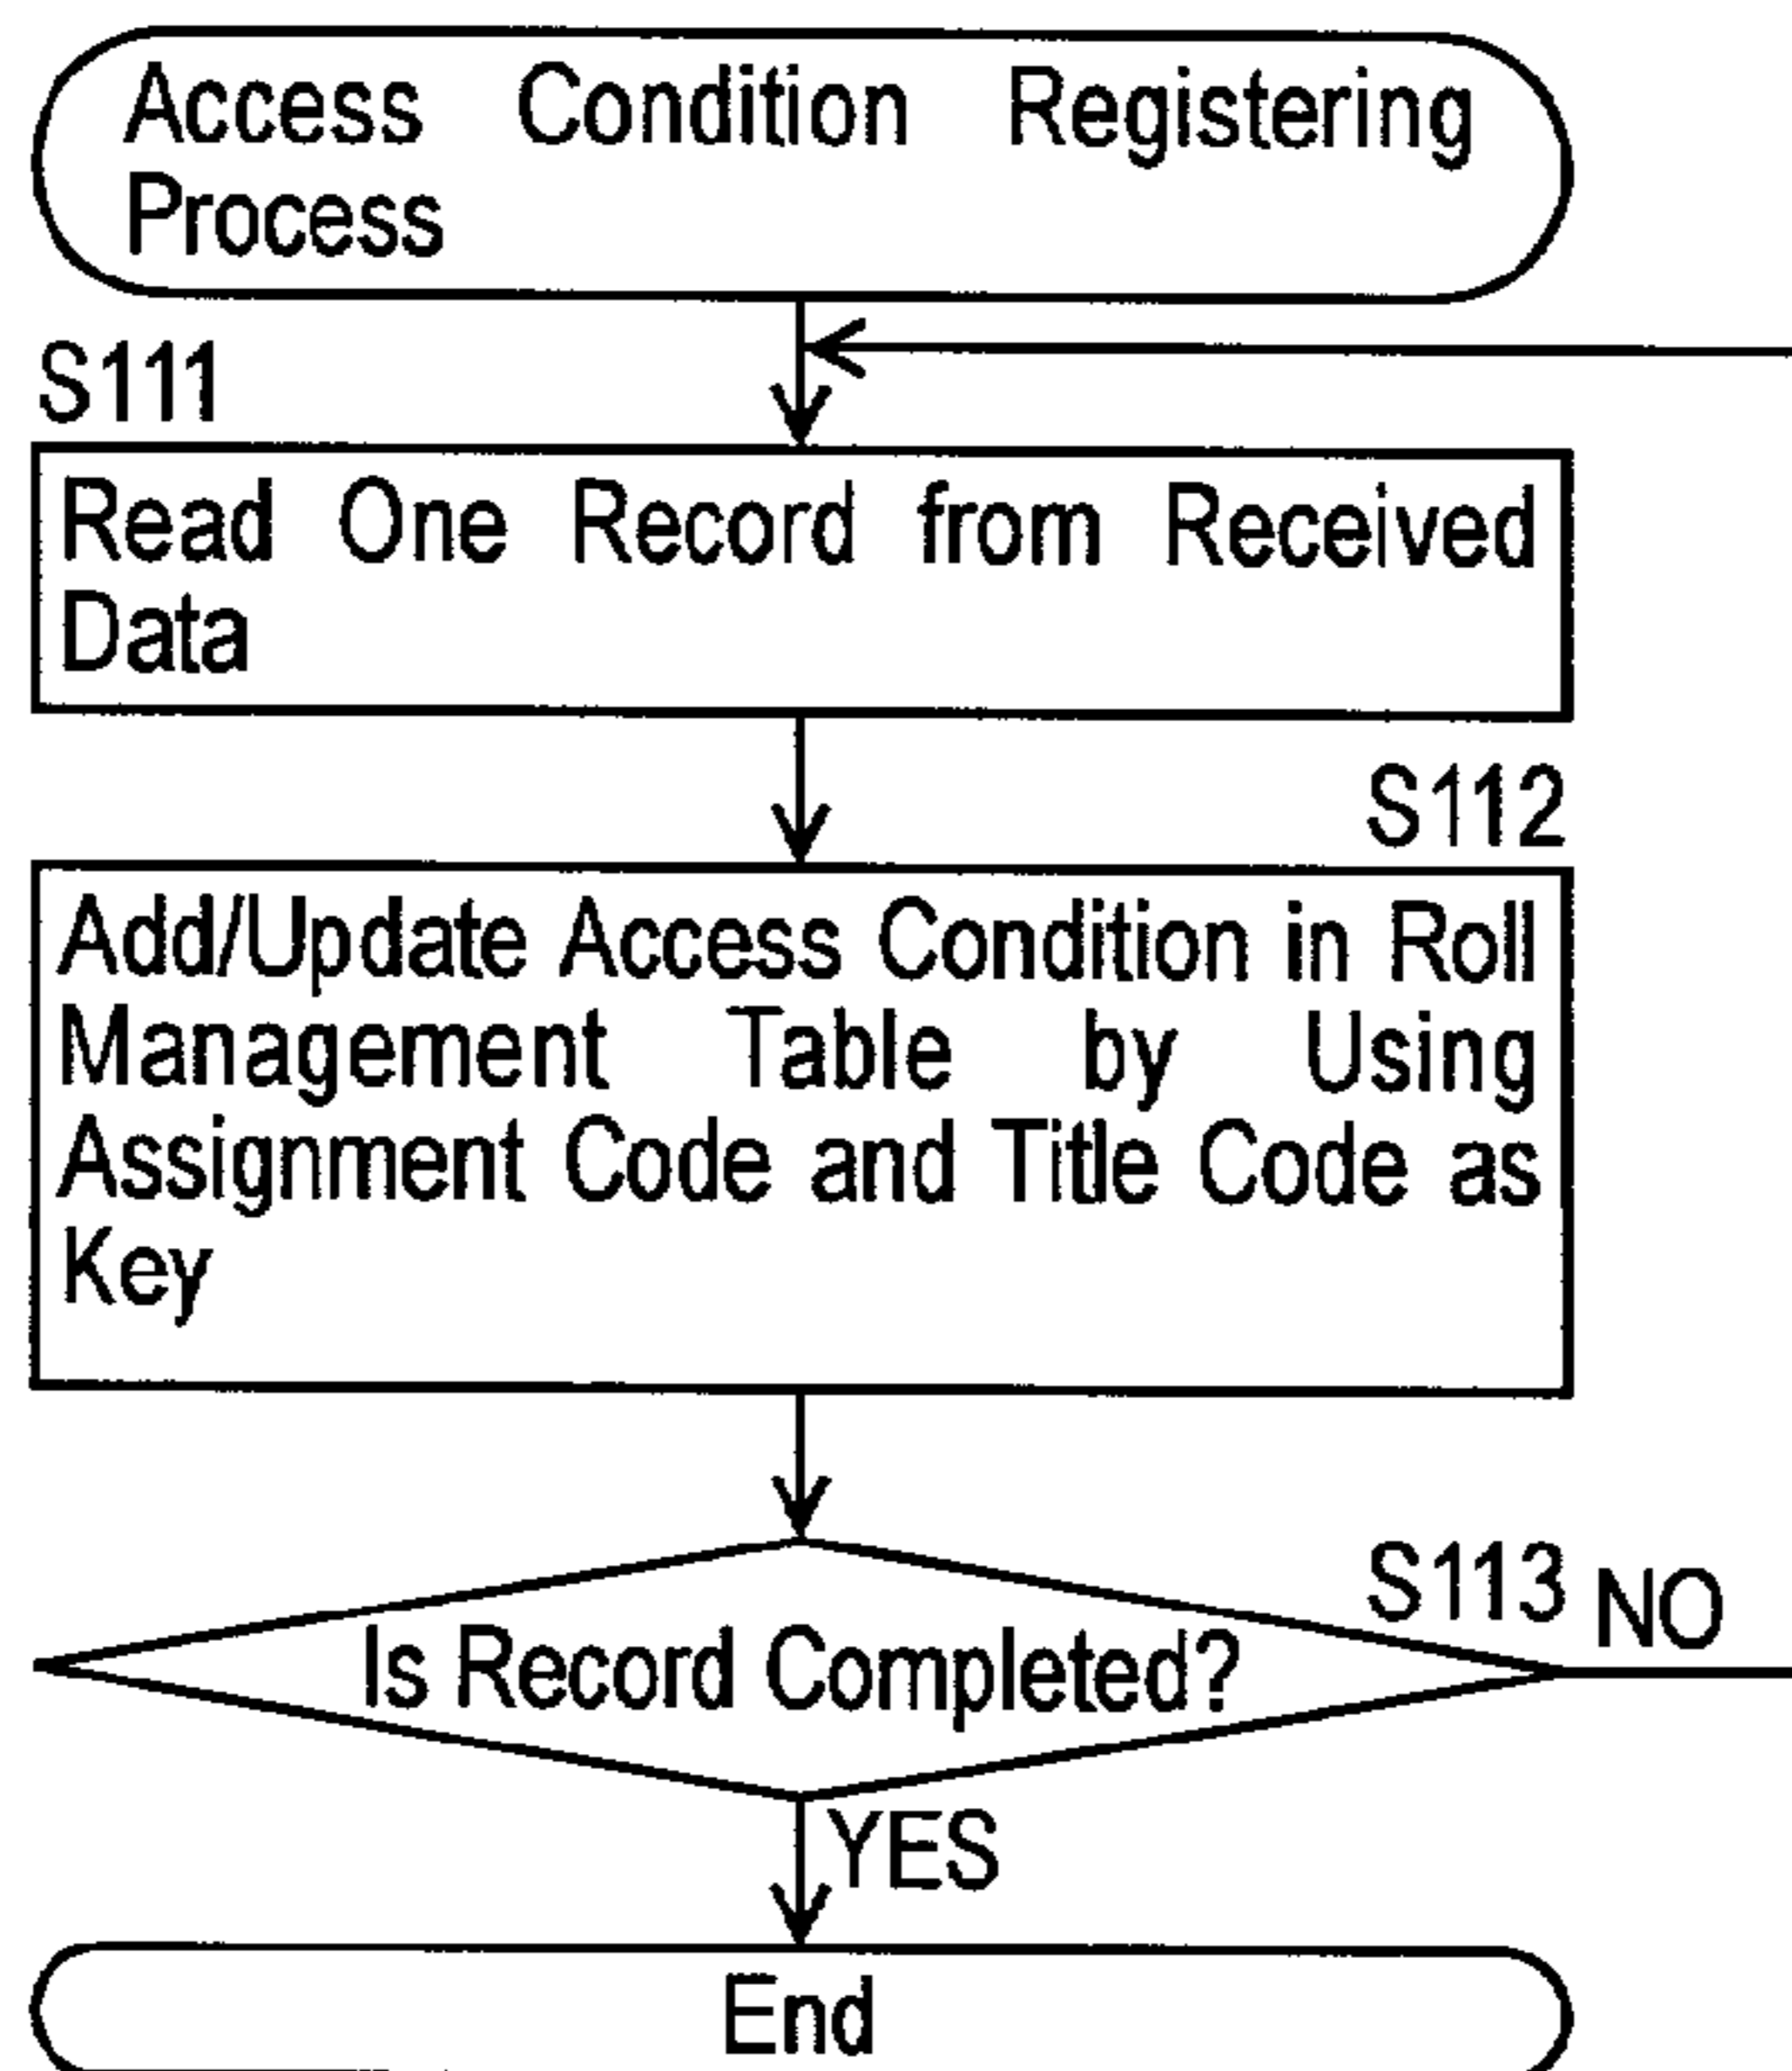 Access Condition Registering
Process
S111
Read One Record from Received
Data
S112
Add/Update Access Condition in Roll
Management Table by Using
Assignment Code and Title Code as
Key
S113 NO
Is Record Completed?
YES
End